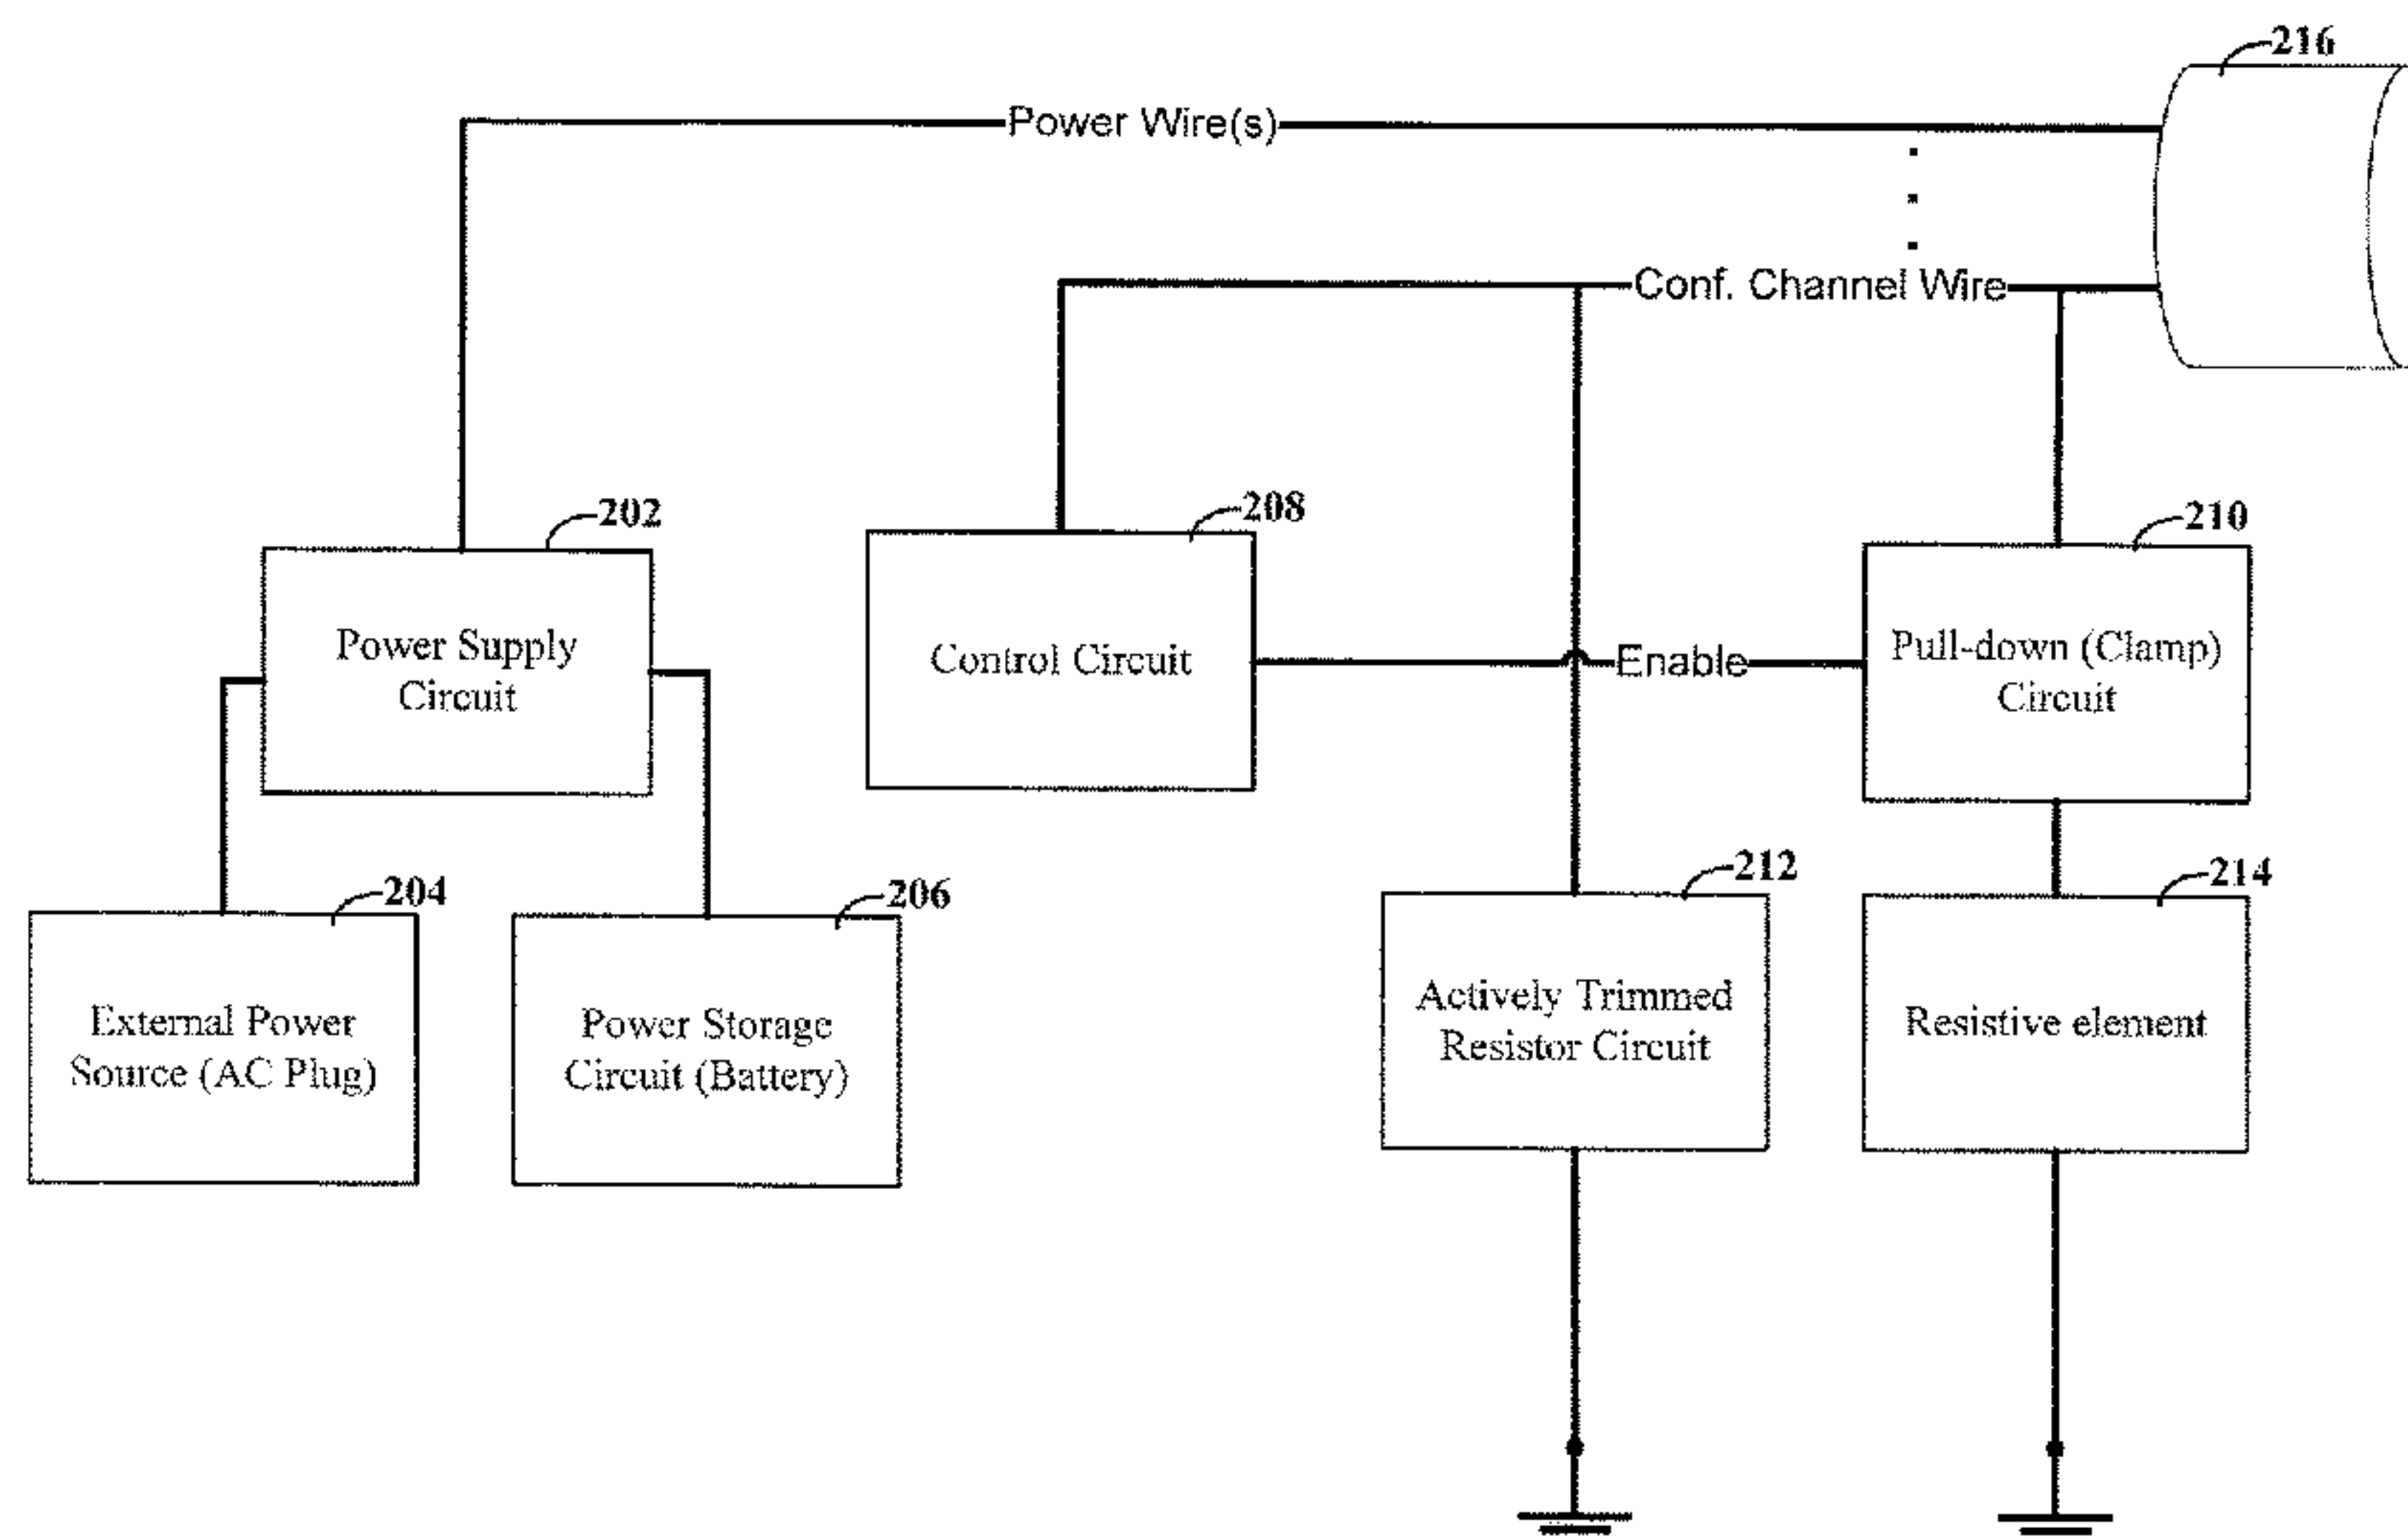 216
Power Wire(s)
Conf. Channel Wire
202
208
210
Power Supply
Circuit
Control Circuit
Enable
Pull-down (Clamp)
Circuit
204
206
212
214
External Power
Source (AC Plug)
Power Storage
Circuit (Battery)
Actively Trimmed
Resistor Circuit
Resistive element